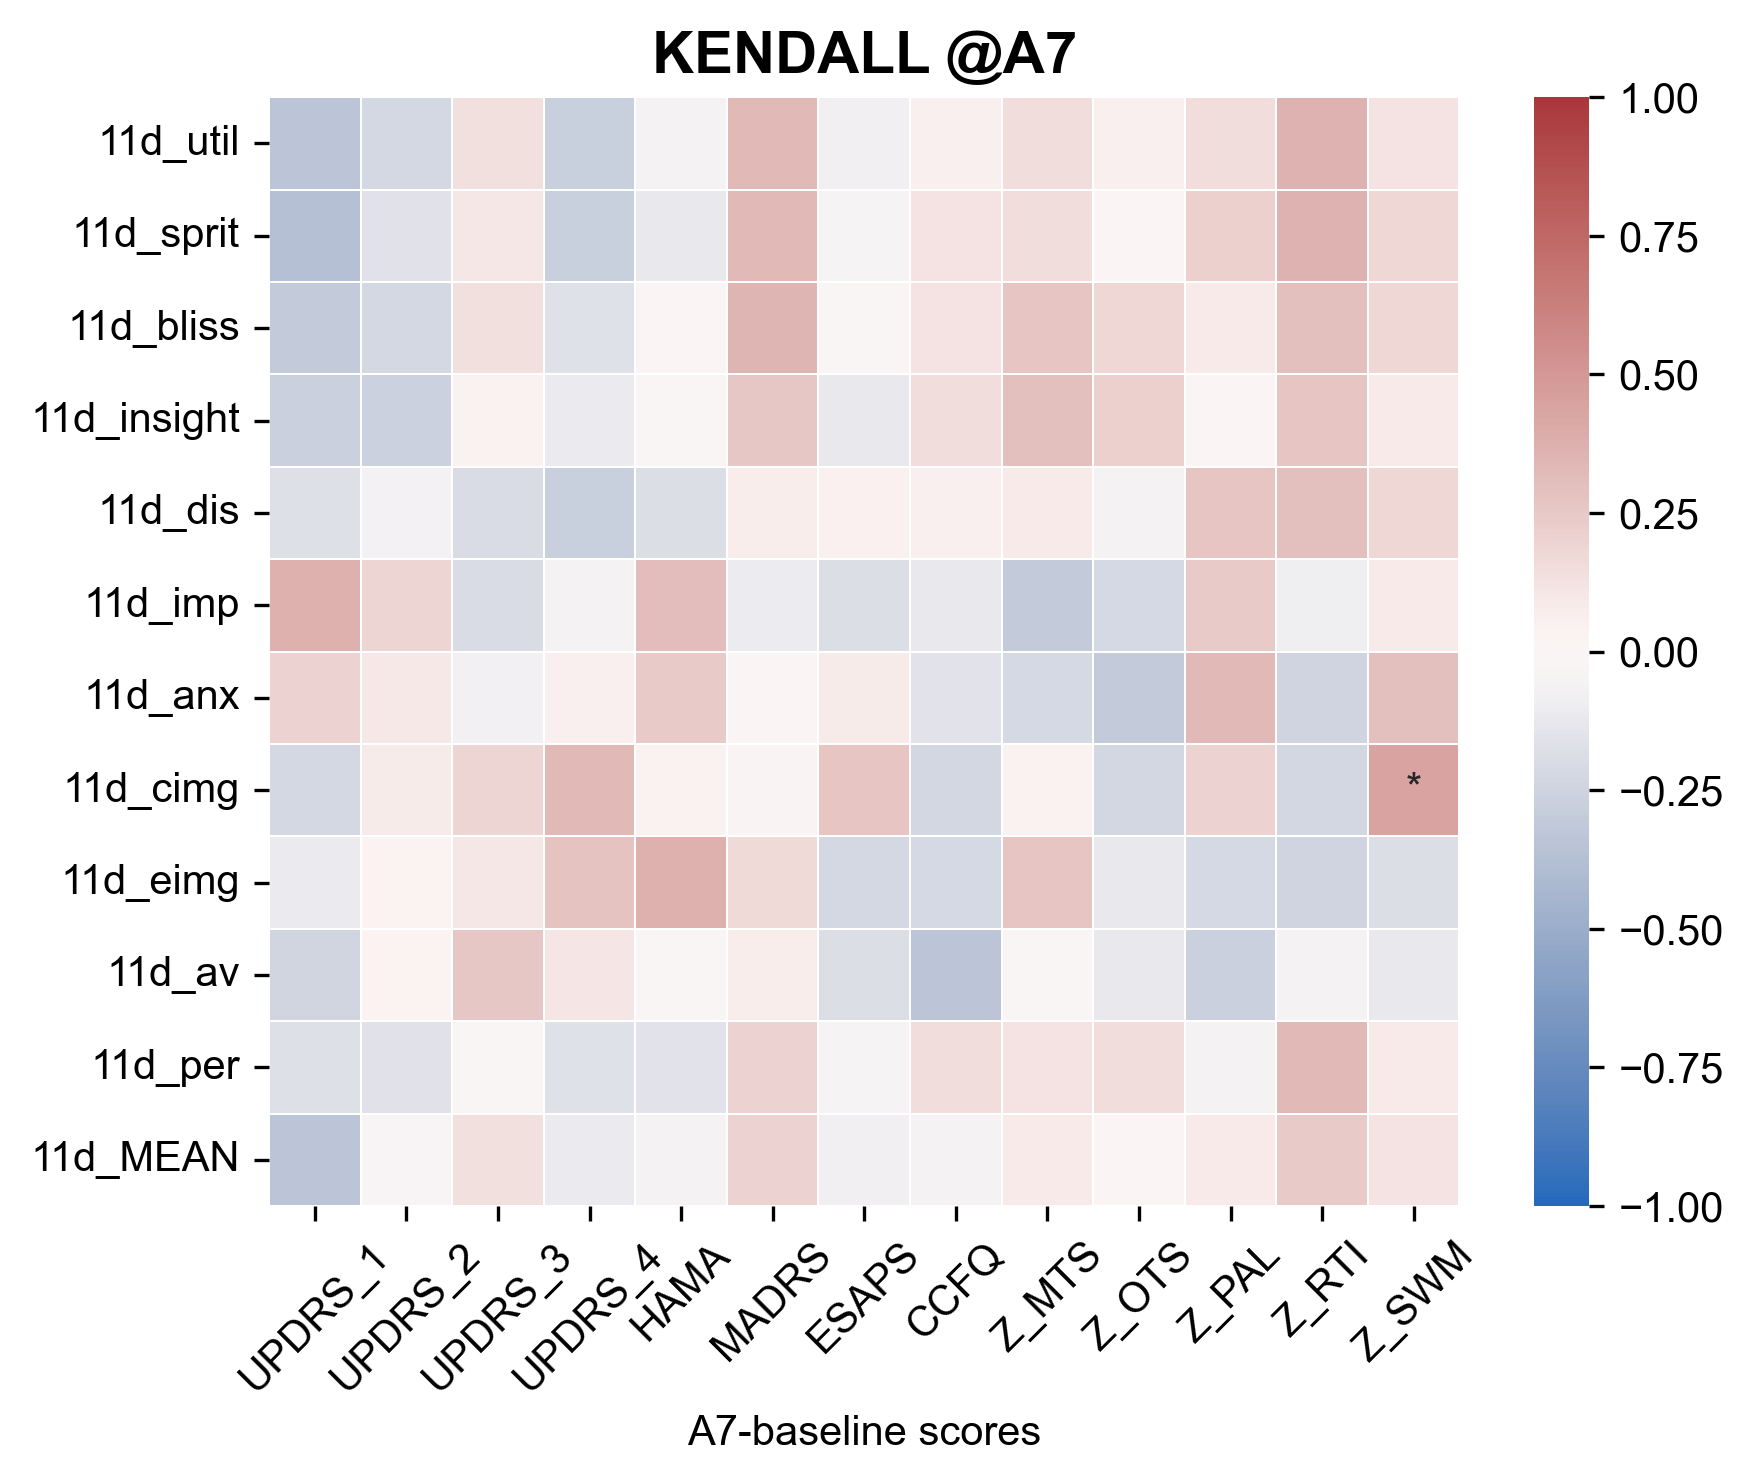 KENDALL @A7
11d_util
11d_sprit
11d_bliss
11d_insight
11d_dis
11d_imp
11d_anx
11d_cimg
11d_eimg
11d_av
11d_per
11d_MEAN
*
1.00
0.75
0.50
0.25
0.00
−0.25
−0.50
−0.75
−1.00
UPDRS_1
UPDRS_2
UPDRS_3
UPDRS_4
HAMA
MADRS
ESAPS
CCFQ
Z_MTS
Z_OTS
Z_PAL
Z_RTI
Z_SWM
A7-baseline scores